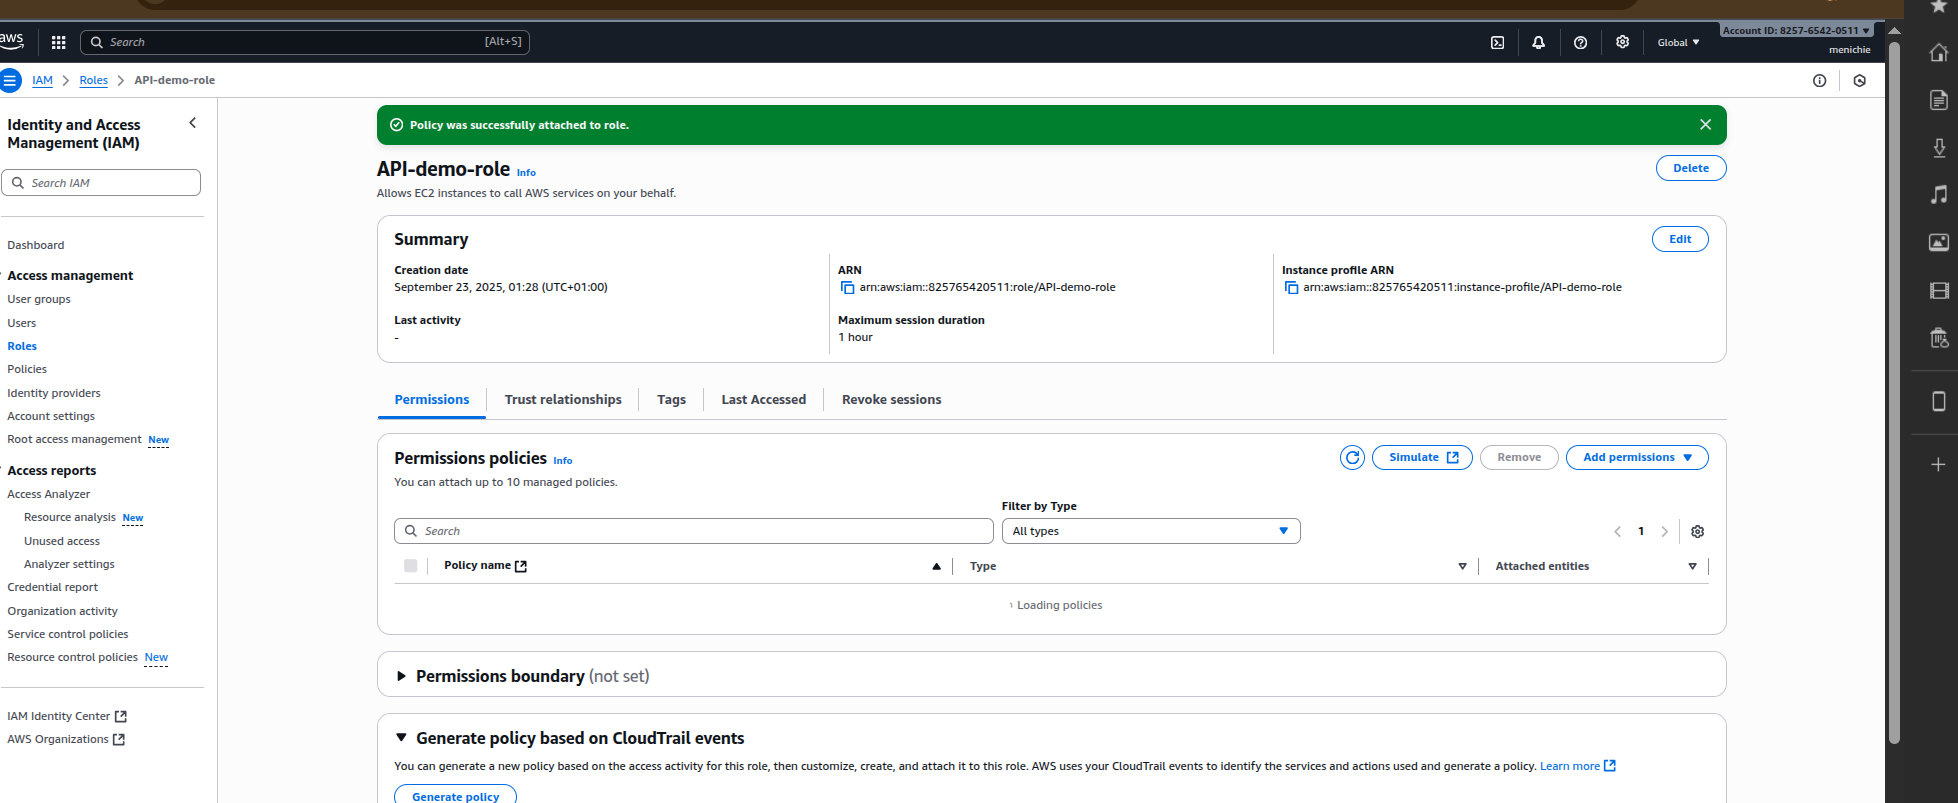 aws
Search [Alt+S]
Global
Account ID: 8257-6542-0511
menichie
IAM > Roles > API-demo-role
Identity and Access Management (IAM)
Search IAM
Dashboard
Access management
User groups
Users
Roles
Policies
Identity providers
Account settings
Root access management New
Access reports
Access Analyzer
Resource analysis New
Unused access
Analyzer settings
Credential report
Organization activity
Service control policies
Resource control policies New
IAM Identity Center
AWS Organizations
Policy was successfully attached to role.
API-demo-role Info
Delete
Allows EC2 instances to call AWS services on your behalf.
Summary
Edit
Creation date
September 23, 2025, 01:28 (UTC+01:00)
Last activity
-
ARN
arn:aws:iam::825765420511:role/API-demo-role
Maximum session duration
1 hour
Instance profile ARN
arn:aws:iam::825765420511:instance-profile/API-demo-role
Permissions Trust relationships Tags Last Accessed Revoke sessions
Permissions policies Info
Simulate Remove Add permissions
You can attach up to 10 managed policies.
Filter by Type
Search All types 1
Policy name Type Attached entities
Loading policies
Permissions boundary (not set)
Generate policy based on CloudTrail events
You can generate a new policy based on the access activity for this role, then customize, create, and attach it to this role. AWS uses your CloudTrail events to identify the services and actions used and generate a policy. Learn more
Generate policy